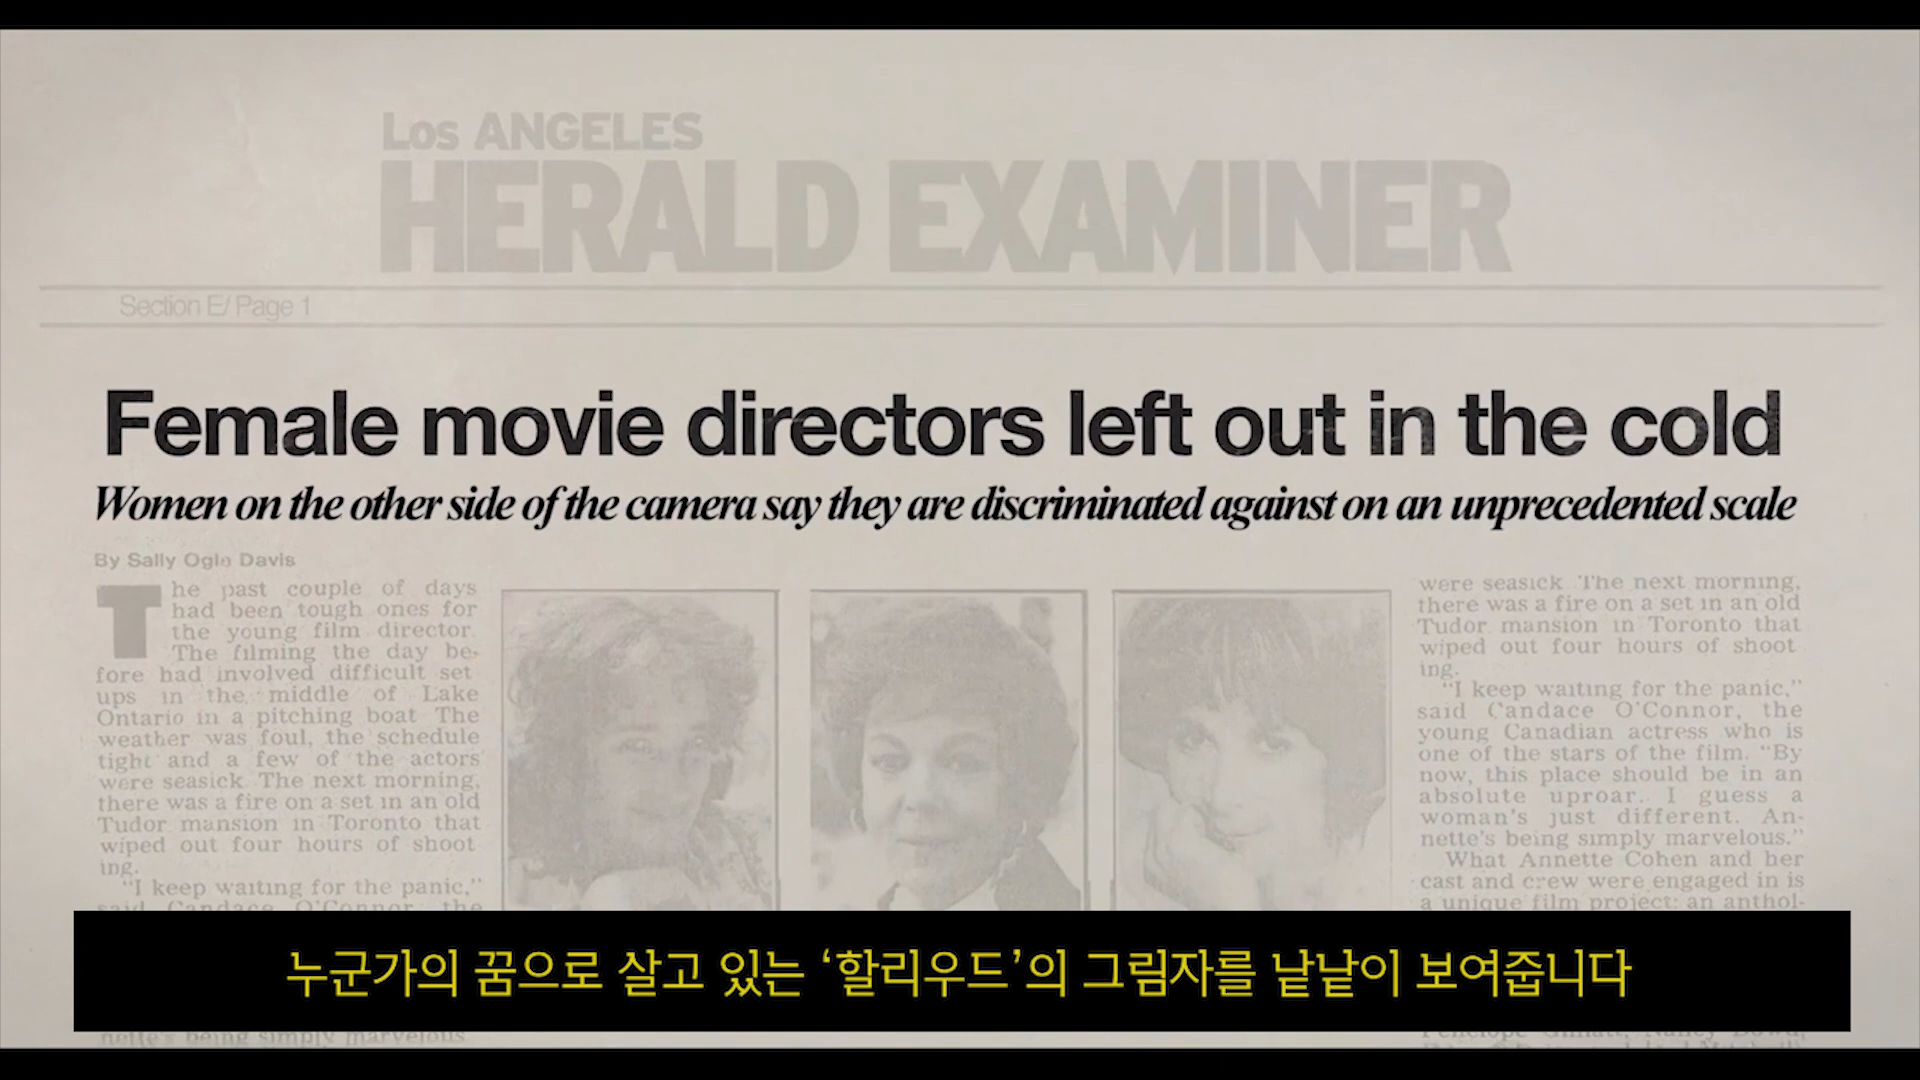 Los ANGELES
HERALD EXAMINER
Section E/ Page 1
Female movie directors left out in the cold
Women on the other side of the camera say they are discriminated against on an unprecedented scale
By Sally Ogle Davis
The past couple of days
had been tough ones for
the young film director.
The filming the day be-
fore had involved difficult set
ups in the middle of Lake
Ontario in a pitching boat The
weather was foul, the schedule
tight and a few of the actors
were seasick The next morning,
there was a fire on a set in an old
Tudor mansion in Toronto that
wiped out four hours of shoot
ing.
“I keep waiting for the panic,”
said Candace O’Connor, the
nette’s being simply marvelous.
were seasick The next morning,
there was a fire on a set in an old
Tudor mansion in Toronto that
wiped out four hours of shoot
ing.
“I keep waiting for the panic,”
said Candace O’Connor, the
young Canadian actress who is
one of the stars of the film. “By
now, this place should be in an
absolute uproar. I guess a
woman’s just different. An-
nette’s being simply marvelous.”
What Annette Cohen and her
cast and crew were engaged in is
a unique film project: an anthol-
누군가의 꿈으로 살고 있는 ‘할리우드’의 그림자를 낱낱이 보여줍니다